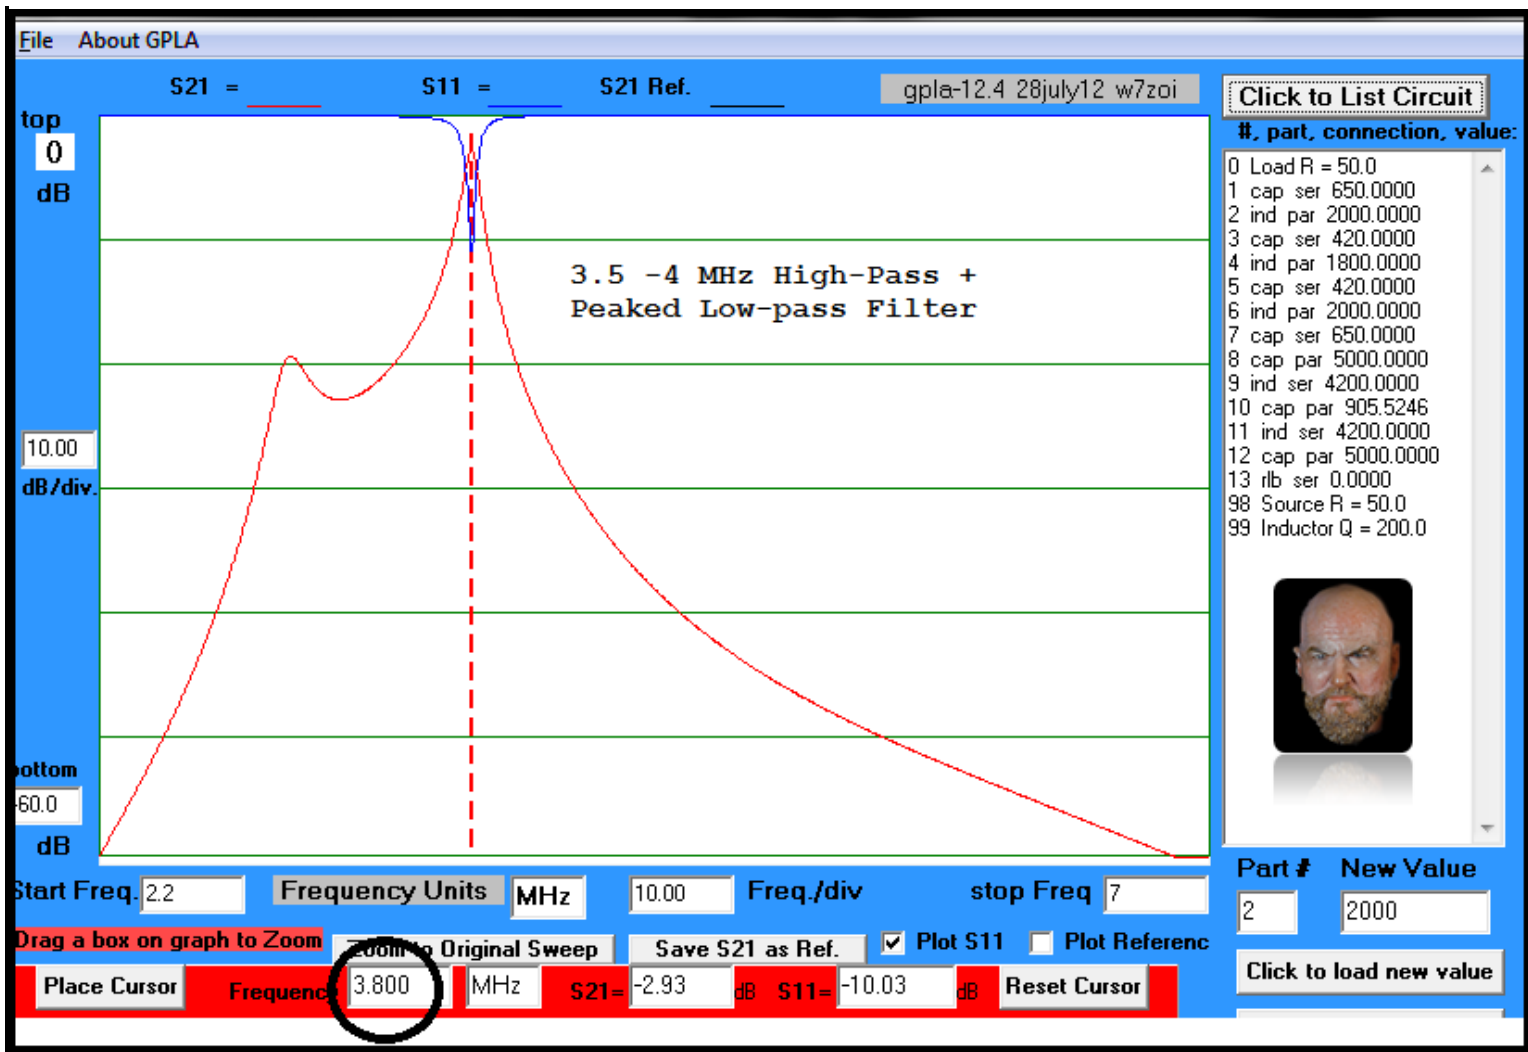 File About GPLA
S21 = S11 = S21 Ref. gpla-12.4 28july12 w7zoi
Click to List Circuit
#, part, connection, value:
top
0
dB
0 Load R = 50.0
1 cap ser 650.0000
2 ind par 2000.0000
3 cap ser 420.0000
4 ind par 1800.0000
5 cap ser 420.0000
6 ind par 2000.0000
7 cap ser 650.0000
8 cap par 5000.0000
9 ind ser 4200.0000
10 cap par 905.5246
11 ind ser 4200.0000
12 cap par 5000.0000
13 rlb ser 0.0000
98 Source R = 50.0
99 Inductor Q = 200.0
3.5 -4 MHz High-Pass +
Peaked Low-pass Filter
10.00
dB/div.
bottom
-60.0
dB
Start Freq. 2.2 Frequency Units MHz 10.00 Freq./div stop Freq 7
Part # New Value
2 2000
Drag a box on graph to Zoom Zoom to Original Sweep Save S21 as Ref. Plot S11 Plot Referenc
Click to load new value
Place Cursor Frequenc 3.800 MHz S21= -2.93 dB S11= -10.03 dB Reset Cursor